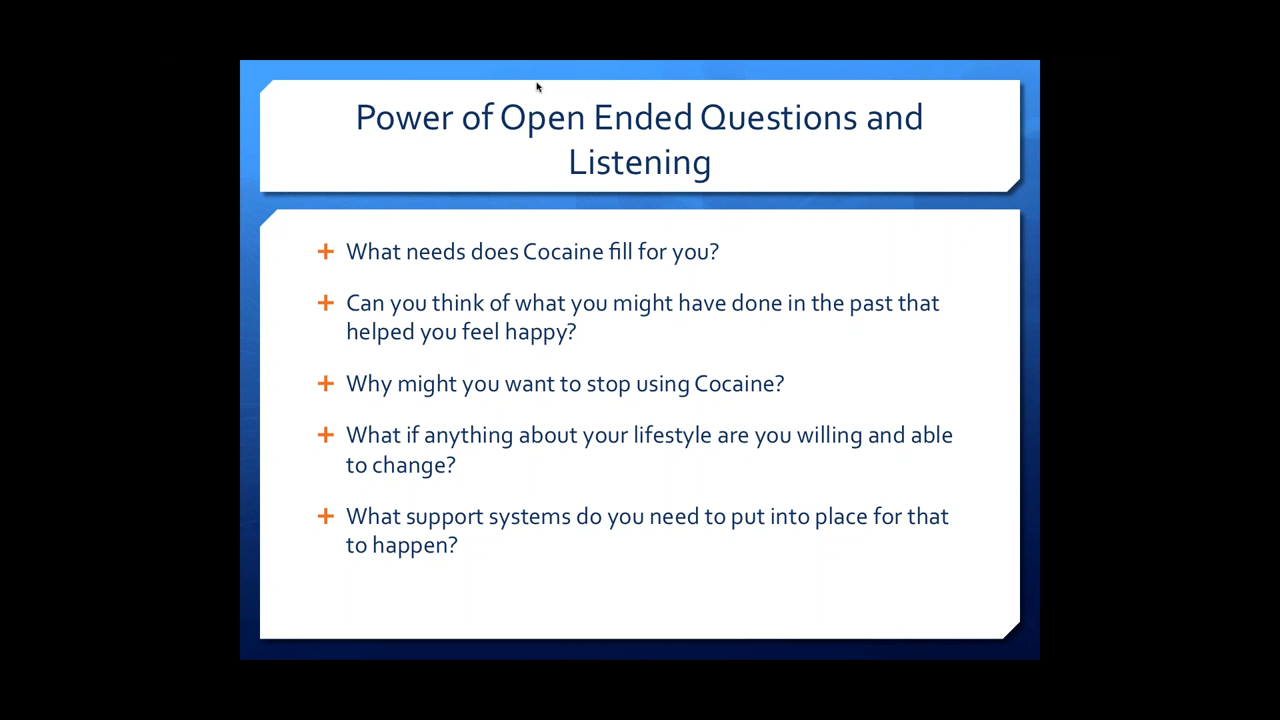 Power of Open Ended Questions and
Listening
+ What needs does Cocaine fill for you?
+ Can you think of what you might have done in the past that
helped you feel happy?
+ Why might you want to stop using Cocaine?
+ What if anything about your lifestyle are you willing and able
to change?
+ What support systems do you need to put into place for that
to happen?